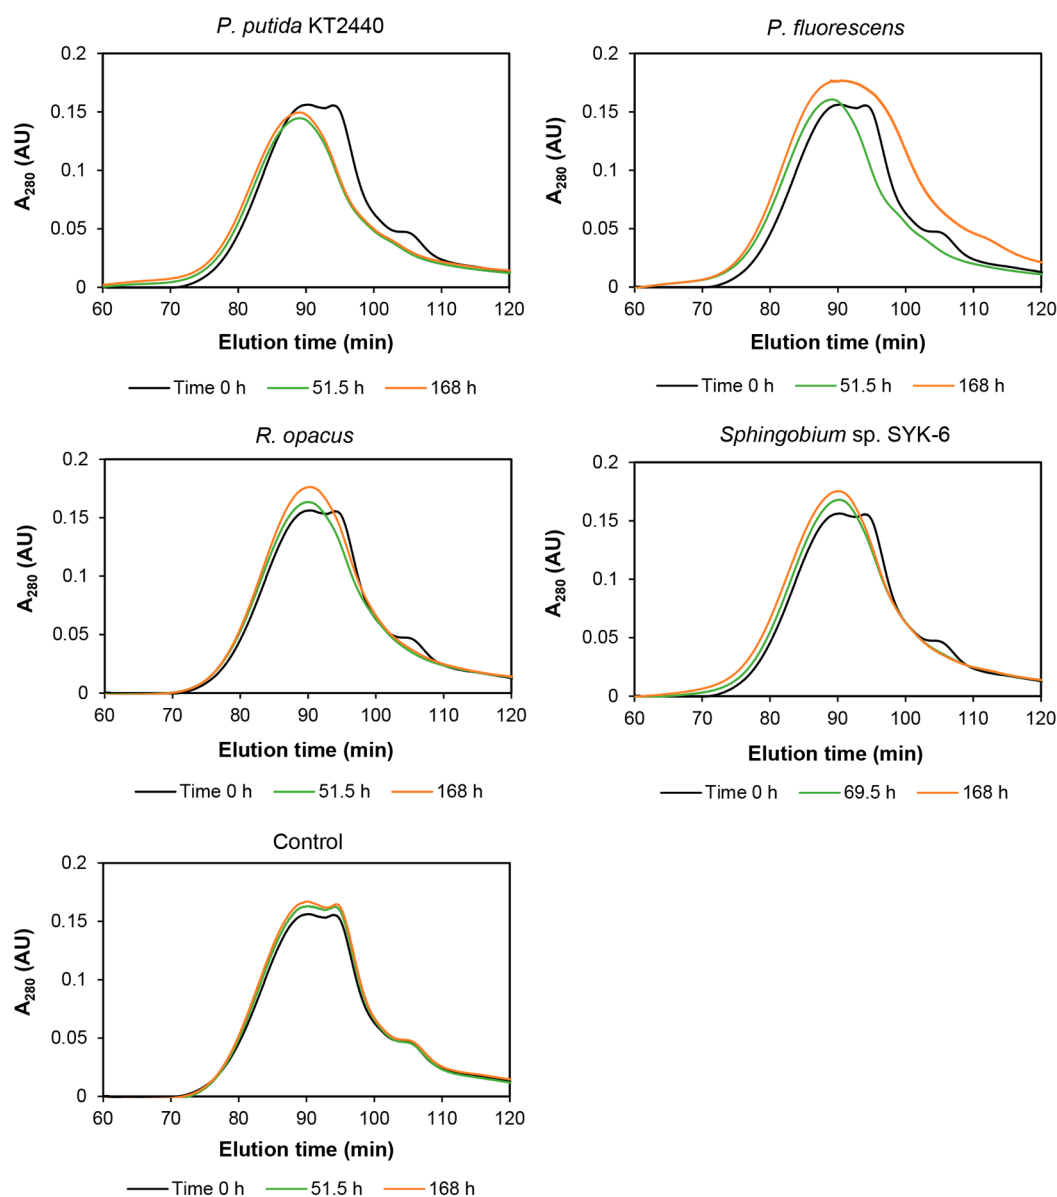 P. putida KT2440
0.2
0.15
0.1
0.05
0
A280 (AU)
60 70 80 90 100 110 120
Elution time (min)
Time 0 h 51.5 h 168 h
P. fluorescens
0.2
0.15
0.1
0.05
0
A280 (AU)
60 70 80 90 100 110 120
Elution time (min)
Time 0 h 51.5 h 168 h
R. opacus
0.2
0.15
0.1
0.05
0
A280 (AU)
60 70 80 90 100 110 120
Elution time (min)
Time 0 h 51.5 h 168 h
Sphingobium sp. SYK-6
0.2
0.15
0.1
0.05
0
A280 (AU)
60 70 80 90 100 110 120
Elution time (min)
Time 0 h 69.5 h 168 h
Control
0.2
0.15
0.1
0.05
0
A280 (AU)
60 70 80 90 100 110 120
Elution time (min)
Time 0 h 51.5 h 168 h